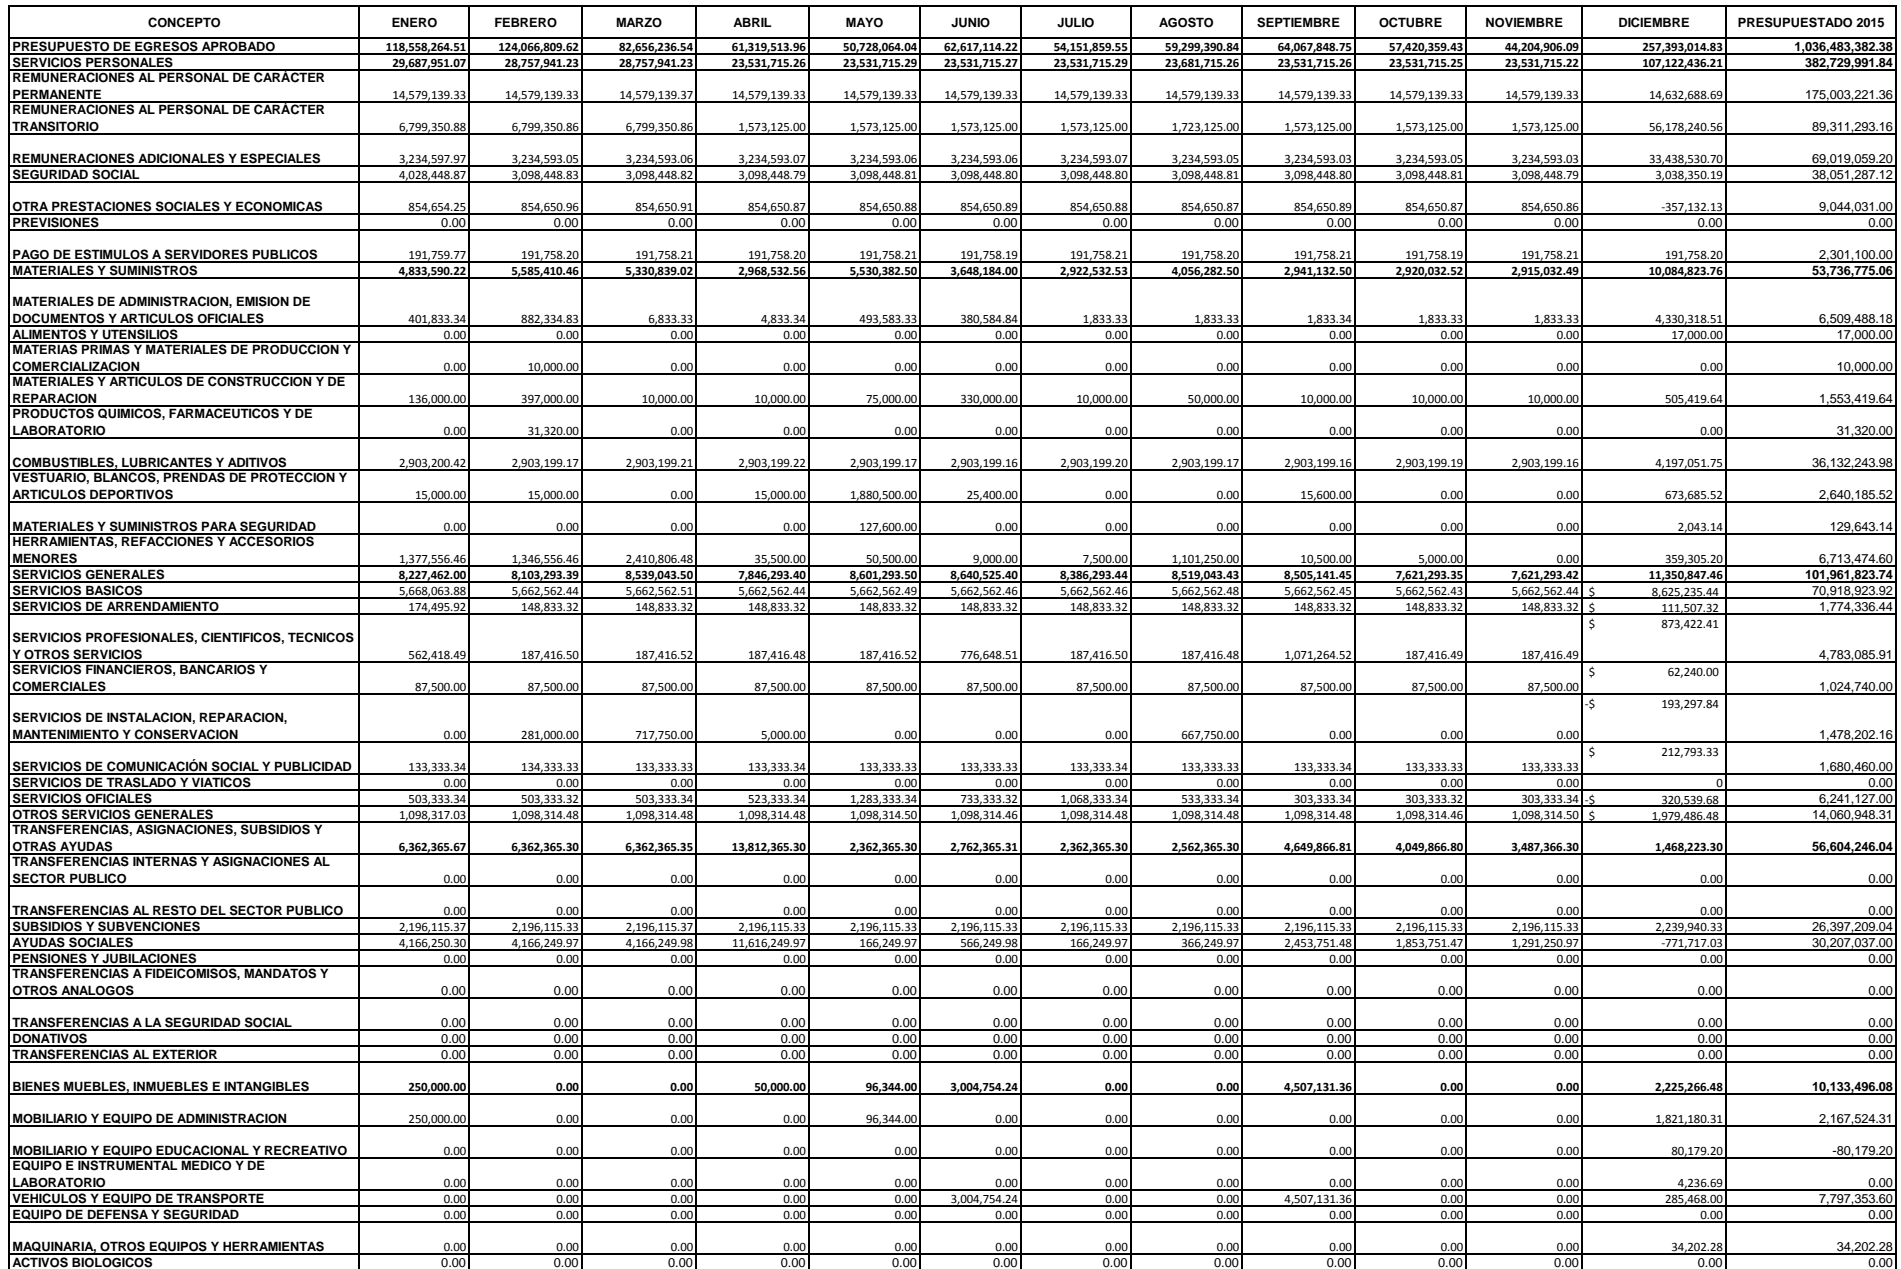 CONCEPTO ENERO FEBRERO MARZO ABRIL MAYO JUNIO JULIO AGOSTO SEPTIEMBRE OCTUBRE NOVIEMBRE DICIEMBRE PRESUPUESTADO 2015
PRESUPUESTO DE EGRESOS APROBADO 118,558,264.51 124,066,809.62 82,656,236.54 61,319,513.96 50,728,064.04 62,617,114.22 54,151,859.55 59,299,390.84 64,067,848.75 57,420,359.43 44,204,906.09 257,393,014.83 1,036,483,382.38
SERVICIOS PERSONALES 29,687,951.07 28,757,941.23 28,757,941.23 23,531,715.26 23,531,715.29 23,531,715.27 23,531,715.29 23,681,715.26 23,531,715.26 23,531,715.25 23,531,715.22 107,122,436.21 382,729,991.84
REMUNERACIONES AL PERSONAL DE CARÁCTER
PERMANENTE 14,579,139.33 14,579,139.33 14,579,139.37 14,579,139.33 14,579,139.33 14,579,139.33 14,579,139.33 14,579,139.33 14,579,139.33 14,579,139.33 14,579,139.33 14,632,688.69 175,003,221.36
REMUNERACIONES AL PERSONAL DE CARÁCTER
TRANSITORIO 6,799,350.88 6,799,350.86 6,799,350.86 1,573,125.00 1,573,125.00 1,573,125.00 1,573,125.00 1,723,125.00 1,573,125.00 1,573,125.00 1,573,125.00 56,178,240.56 89,311,293.16
REMUNERACIONES ADICIONALES Y ESPECIALES 3,234,597.97 3,234,593.05 3,234,593.06 3,234,593.07 3,234,593.06 3,234,593.06 3,234,593.07 3,234,593.05 3,234,593.03 3,234,593.05 3,234,593.03 33,438,530.70 69,019,059.20
SEGURIDAD SOCIAL 4,028,448.87 3,098,448.83 3,098,448.82 3,098,448.79 3,098,448.81 3,098,448.80 3,098,448.80 3,098,448.81 3,098,448.80 3,098,448.81 3,098,448.79 3,038,350.19 38,051,287.12
OTRA PRESTACIONES SOCIALES Y ECONOMICAS 854,654.25 854,650.96 854,650.91 854,650.87 854,650.88 854,650.89 854,650.88 854,650.87 854,650.89 854,650.87 854,650.86 -357,132.13 9,044,031.00
PREVISIONES 0.00 0.00 0.00 0.00 0.00 0.00 0.00 0.00 0.00 0.00 0.00 0.00 0.00
PAGO DE ESTIMULOS A SERVIDORES PUBLICOS 191,759.77 191,758.20 191,758.21 191,758.20 191,758.21 191,758.19 191,758.21 191,758.20 191,758.21 191,758.19 191,758.21 191,758.20 2,301,100.00
MATERIALES Y SUMINISTROS 4,833,590.22 5,585,410.46 5,330,839.02 2,968,532.56 5,530,382.50 3,648,184.00 2,922,532.53 4,056,282.50 2,941,132.50 2,920,032.52 2,915,032.49 10,084,823.76 53,736,775.06
MATERIALES DE ADMINISTRACION, EMISION DE
DOCUMENTOS Y ARTICULOS OFICIALES 401,833.34 882,334.83 6,833.33 4,833.34 493,583.33 380,584.84 1,833.33 1,833.33 1,833.34 1,833.33 1,833.33 4,330,318.51 6,509,488.18
ALIMENTOS Y UTENSILIOS 0.00 0.00 0.00 0.00 0.00 0.00 0.00 0.00 0.00 0.00 0.00 17,000.00 17,000.00
MATERIAS PRIMAS Y MATERIALES DE PRODUCCION Y
COMERCIALIZACION 0.00 10,000.00 0.00 0.00 0.00 0.00 0.00 0.00 0.00 0.00 0.00 0.00 10,000.00
MATERIALES Y ARTICULOS DE CONSTRUCCION Y DE
REPARACION 136,000.00 397,000.00 10,000.00 10,000.00 75,000.00 330,000.00 10,000.00 50,000.00 10,000.00 10,000.00 10,000.00 505,419.64 1,553,419.64
PRODUCTOS QUIMICOS, FARMACEUTICOS Y DE
LABORATORIO 0.00 31,320.00 0.00 0.00 0.00 0.00 0.00 0.00 0.00 0.00 0.00 0.00 31,320.00
COMBUSTIBLES, LUBRICANTES Y ADITIVOS 2,903,200.42 2,903,199.17 2,903,199.21 2,903,199.22 2,903,199.17 2,903,199.16 2,903,199.20 2,903,199.17 2,903,199.16 2,903,199.19 2,903,199.16 4,197,051.75 36,132,243.98
VESTUARIO, BLANCOS, PRENDAS DE PROTECCION Y
ARTICULOS DEPORTIVOS 15,000.00 15,000.00 0.00 15,000.00 1,880,500.00 25,400.00 0.00 0.00 15,600.00 0.00 0.00 673,685.52 2,640,185.52
MATERIALES Y SUMINISTROS PARA SEGURIDAD 0.00 0.00 0.00 0.00 127,600.00 0.00 0.00 0.00 0.00 0.00 0.00 2,043.14 129,643.14
HERRAMIENTAS, REFACCIONES Y ACCESORIOS
MENORES 1,377,556.46 1,346,556.46 2,410,806.48 35,500.00 50,500.00 9,000.00 7,500.00 1,101,250.00 10,500.00 5,000.00 0.00 359,305.20 6,713,474.60
SERVICIOS GENERALES 8,227,462.00 8,103,293.39 8,539,043.50 7,846,293.40 8,601,293.50 8,640,525.40 8,386,293.44 8,519,043.43 8,505,141.45 7,621,293.35 7,621,293.42 11,350,847.46 101,961,823.74
SERVICIOS BASICOS 5,668,063.88 5,662,562.44 5,662,562.51 5,662,562.44 5,662,562.49 5,662,562.46 5,662,562.46 5,662,562.48 5,662,562.45 5,662,562.43 5,662,562.44 $ 8,625,235.44 70,918,923.92
SERVICIOS DE ARRENDAMIENTO 174,495.92 148,833.32 148,833.32 148,833.32 148,833.32 148,833.32 148,833.32 148,833.32 148,833.32 148,833.32 148,833.32 $ 111,507.32 1,774,336.44
$ 873,422.41
SERVICIOS PROFESIONALES, CIENTIFICOS, TECNICOS
Y OTROS SERVICIOS 562,418.49 187,416.50 187,416.52 187,416.48 187,416.52 776,648.51 187,416.50 187,416.48 1,071,264.52 187,416.49 187,416.49 4,783,085.91
SERVICIOS FINANCIEROS, BANCARIOS Y $ 62,240.00
COMERCIALES 87,500.00 87,500.00 87,500.00 87,500.00 87,500.00 87,500.00 87,500.00 87,500.00 87,500.00 87,500.00 87,500.00 1,024,740.00
-$ 193,297.84
SERVICIOS DE INSTALACION, REPARACION,
MANTENIMIENTO Y CONSERVACION 0.00 281,000.00 717,750.00 5,000.00 0.00 0.00 0.00 667,750.00 0.00 0.00 0.00 1,478,202.16
$ 212,793.33
SERVICIOS DE COMUNICACIÓN SOCIAL Y PUBLICIDAD 133,333.34 134,333.33 133,333.33 133,333.34 133,333.33 133,333.33 133,333.34 133,333.33 133,333.34 133,333.33 133,333.33 1,680,460.00
SERVICIOS DE TRASLADO Y VIATICOS 0.00 0.00 0.00 0.00 0.00 0.00 0.00 0.00 0.00 0.00 0.00 0 0.00
SERVICIOS OFICIALES 503,333.34 503,333.32 503,333.34 523,333.34 1,283,333.34 733,333.32 1,068,333.34 533,333.34 303,333.34 303,333.32 303,333.34 -$ 320,539.68 6,241,127.00
OTROS SERVICIOS GENERALES 1,098,317.03 1,098,314.48 1,098,314.48 1,098,314.48 1,098,314.50 1,098,314.46 1,098,314.48 1,098,314.48 1,098,314.48 1,098,314.46 1,098,314.50 $ 1,979,486.48 14,060,948.31
TRANSFERENCIAS, ASIGNACIONES, SUBSIDIOS Y
OTRAS AYUDAS 6,362,365.67 6,362,365.30 6,362,365.35 13,812,365.30 2,362,365.30 2,762,365.31 2,362,365.30 2,562,365.30 4,649,866.81 4,049,866.80 3,487,366.30 1,468,223.30 56,604,246.04
TRANSFERENCIAS INTERNAS Y ASIGNACIONES AL
SECTOR PUBLICO 0.00 0.00 0.00 0.00 0.00 0.00 0.00 0.00 0.00 0.00 0.00 0.00 0.00
TRANSFERENCIAS AL RESTO DEL SECTOR PUBLICO 0.00 0.00 0.00 0.00 0.00 0.00 0.00 0.00 0.00 0.00 0.00 0.00 0.00
SUBSIDIOS Y SUBVENCIONES 2,196,115.37 2,196,115.33 2,196,115.37 2,196,115.33 2,196,115.33 2,196,115.33 2,196,115.33 2,196,115.33 2,196,115.33 2,196,115.33 2,196,115.33 2,239,940.33 26,397,209.04
AYUDAS SOCIALES 4,166,250.30 4,166,249.97 4,166,249.98 11,616,249.97 166,249.97 566,249.98 166,249.97 366,249.97 2,453,751.48 1,853,751.47 1,291,250.97 -771,717.03 30,207,037.00
PENSIONES Y JUBILACIONES 0.00 0.00 0.00 0.00 0.00 0.00 0.00 0.00 0.00 0.00 0.00 0.00 0.00
TRANSFERENCIAS A FIDEICOMISOS, MANDATOS Y
OTROS ANALOGOS 0.00 0.00 0.00 0.00 0.00 0.00 0.00 0.00 0.00 0.00 0.00 0.00 0.00
TRANSFERENCIAS A LA SEGURIDAD SOCIAL 0.00 0.00 0.00 0.00 0.00 0.00 0.00 0.00 0.00 0.00 0.00 0.00 0.00
DONATIVOS 0.00 0.00 0.00 0.00 0.00 0.00 0.00 0.00 0.00 0.00 0.00 0.00 0.00
TRANSFERENCIAS AL EXTERIOR 0.00 0.00 0.00 0.00 0.00 0.00 0.00 0.00 0.00 0.00 0.00 0.00 0.00
BIENES MUEBLES, INMUEBLES E INTANGIBLES 250,000.00 0.00 0.00 50,000.00 96,344.00 3,004,754.24 0.00 0.00 4,507,131.36 0.00 0.00 2,225,266.48 10,133,496.08
MOBILIARIO Y EQUIPO DE ADMINISTRACION 250,000.00 0.00 0.00 0.00 96,344.00 0.00 0.00 0.00 0.00 0.00 0.00 1,821,180.31 2,167,524.31
MOBILIARIO Y EQUIPO EDUCACIONAL Y RECREATIVO 0.00 0.00 0.00 0.00 0.00 0.00 0.00 0.00 0.00 0.00 0.00 80,179.20 -80,179.20
EQUIPO E INSTRUMENTAL MEDICO Y DE
LABORATORIO 0.00 0.00 0.00 0.00 0.00 0.00 0.00 0.00 0.00 0.00 0.00 4,236.69 0.00
VEHICULOS Y EQUIPO DE TRANSPORTE 0.00 0.00 0.00 0.00 0.00 3,004,754.24 0.00 0.00 4,507,131.36 0.00 0.00 285,468.00 7,797,353.60
EQUIPO DE DEFENSA Y SEGURIDAD 0.00 0.00 0.00 0.00 0.00 0.00 0.00 0.00 0.00 0.00 0.00 0.00 0.00
MAQUINARIA, OTROS EQUIPOS Y HERRAMIENTAS 0.00 0.00 0.00 0.00 0.00 0.00 0.00 0.00 0.00 0.00 0.00 34,202.28 34,202.28
ACTIVOS BIOLOGICOS 0.00 0.00 0.00 0.00 0.00 0.00 0.00 0.00 0.00 0.00 0.00 0.00 0.00